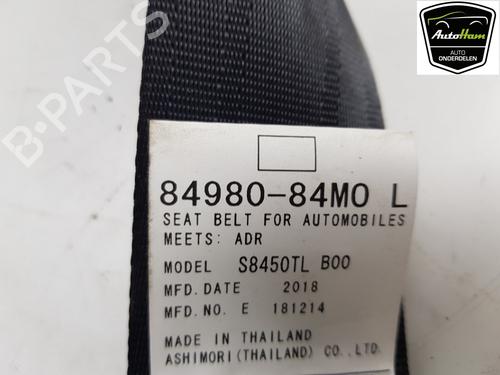 AutoHam
AUTO
ONDERDELEN
B-PARTS
84980-84M0 L
SEAT BELT FOR AUTOMOBILES
MEETS: ADR
MODEL S8450TL B00
MFD.DATE 2018
MFD.NO. E 181214
MADE IN THAILAND
ASHIMORI(THAILAND) CO.,LTD.